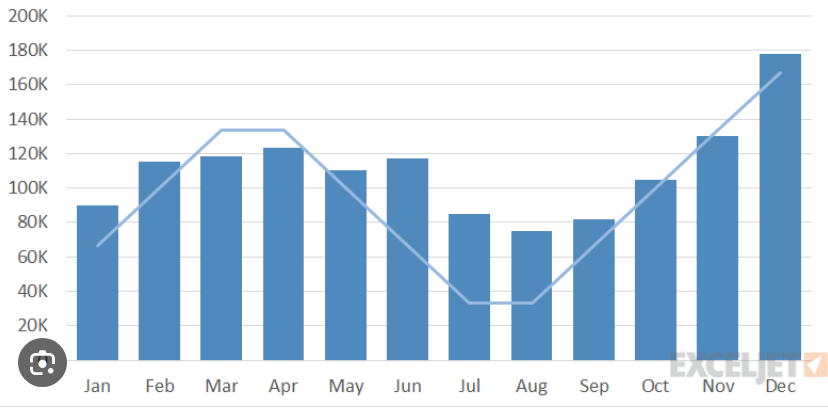 200K
180K
160K
140K
120K
100K
80K
60K
40K
20K
Jan Feb Mar Apr May Jun Jul Aug Sep Oct Nov Dec
EXCELJET